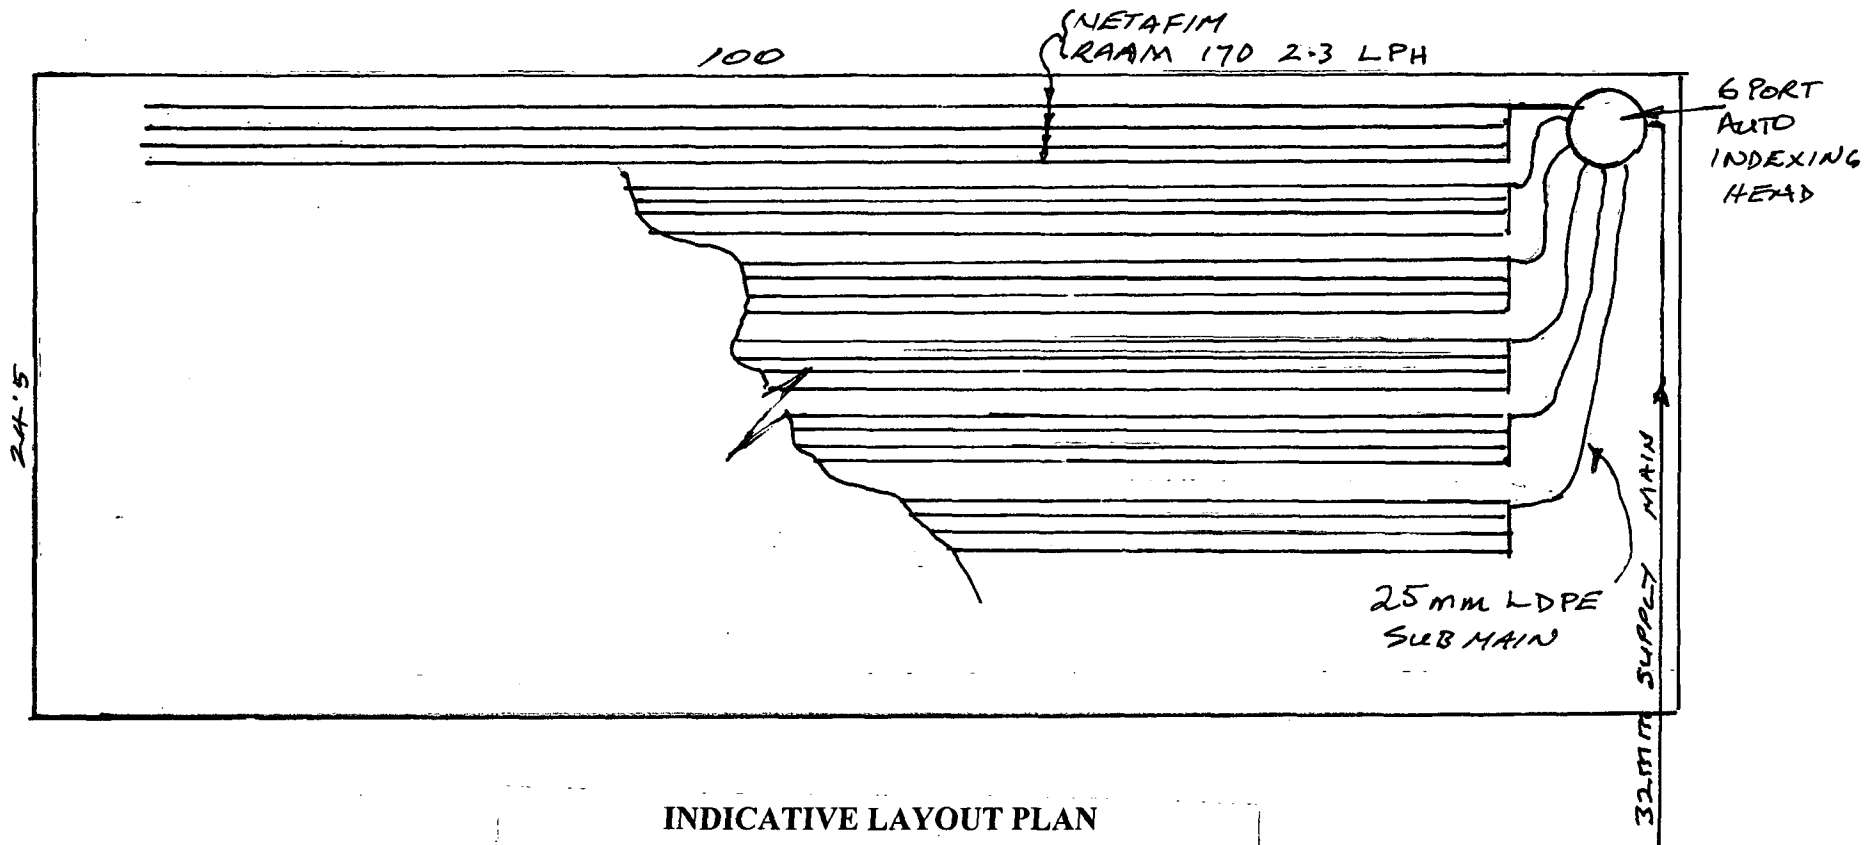 100
NETAFIM
RAAM 170 2.3 LPH
6 PORT
AUTO
INDEXING
HEAD
24.5
25mm LDPE
SUB MAIN
32mm SUPPLY MAIN
INDICATIVE LAYOUT PLAN